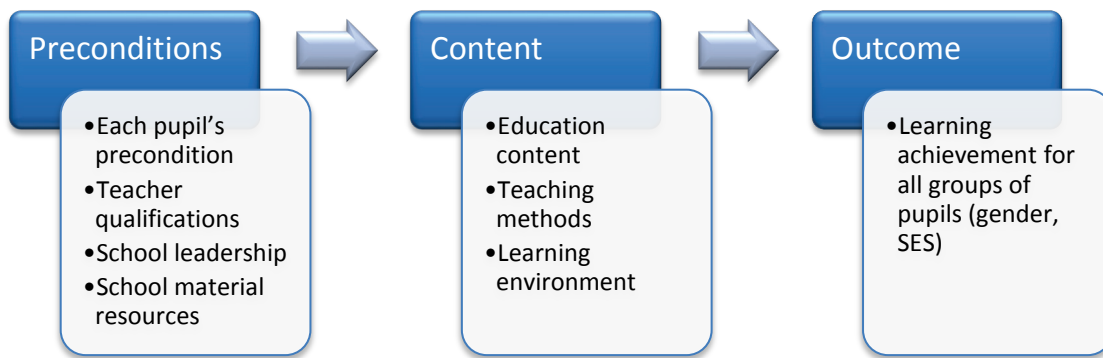 Preconditions
•Each pupil’s
precondition
•Teacher
qualifications
•School leadership
•School material
resources
Content
•Education
content
•Teaching
methods
•Learning
environment
Outcome
•Learning
achievement for
all groups of
pupils (gender,
SES)